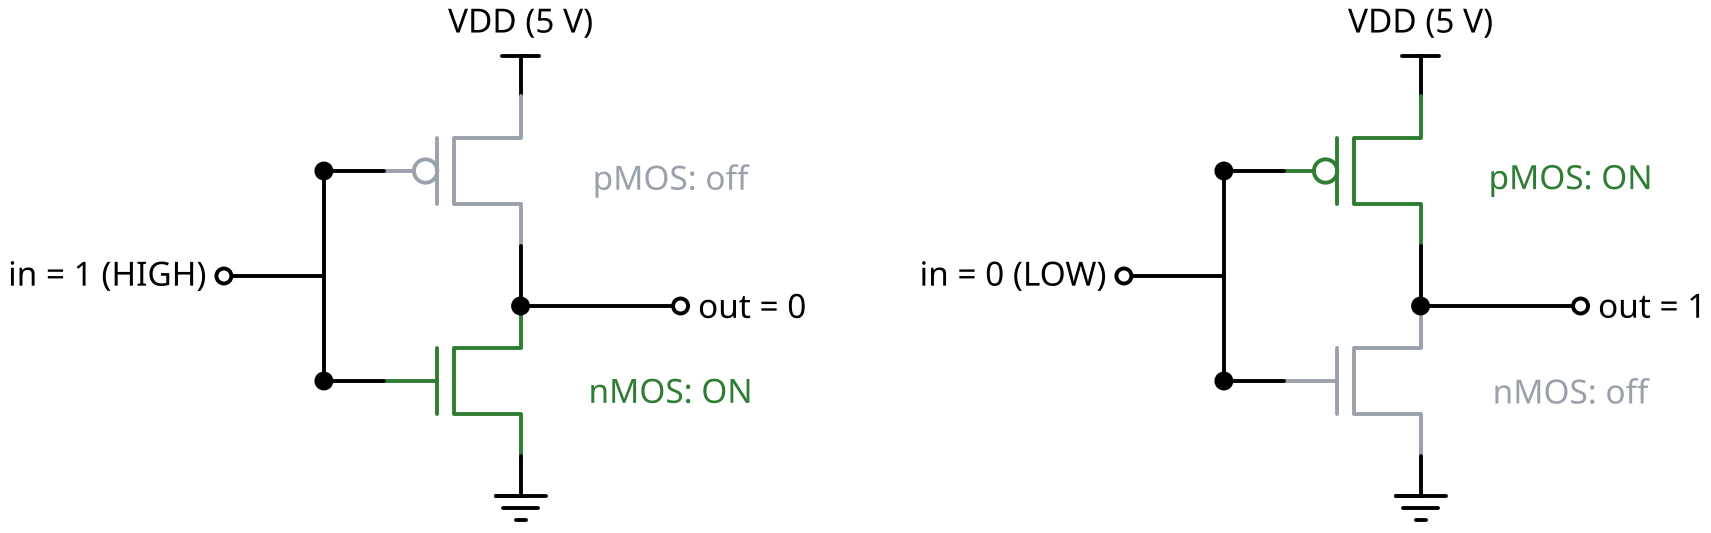 VDD (5 V)
pMOS: off
in = 1 (HIGH)
out = 0
nMOS: ON
VDD (5 V)
pMOS: ON
in = 0 (LOW)
out = 1
nMOS: off